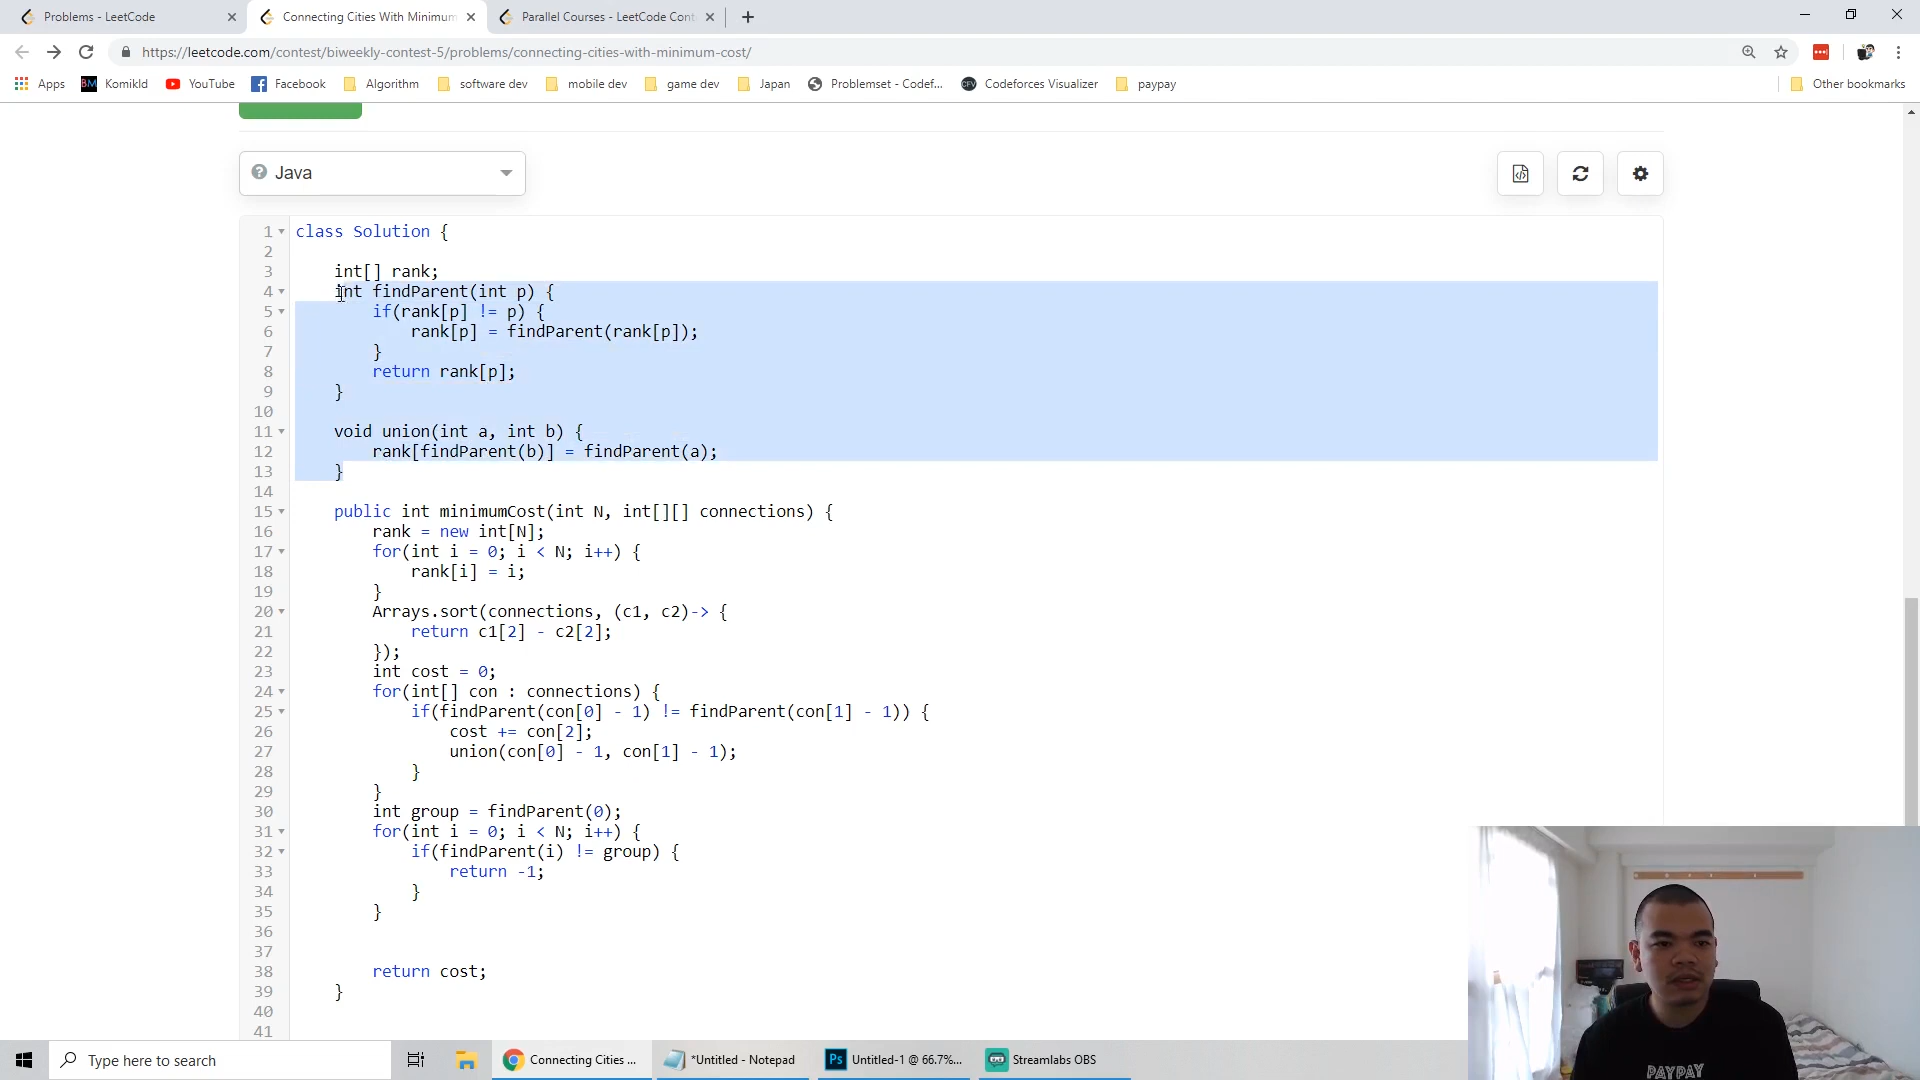 Problems - LeetCode
Connecting Cities With Minimum
Parallel Courses - LeetCode Cont
https://leetcode.com/contest/biweekly-contest-5/problems/connecting-cities-with-minimum-cost/
Apps
BM KomikId
YouTube
Facebook
Algorithm
software dev
mobile dev
game dev
Japan
Problemset - Codef...
CFV Codeforces Visualizer
paypay
Other bookmarks
Java
1 class Solution {
2
3 int[] rank;
4 int findParent(int p) {
5 if(rank[p] != p) {
6 rank[p] = findParent(rank[p]);
7 }
8 return rank[p];
9 }
10
11 void union(int a, int b) {
12 rank[findParent(b)] = findParent(a);
13 }
14
15 public int minimumCost(int N, int[][] connections) {
16 rank = new int[N];
17 for(int i = 0; i < N; i++) {
18 rank[i] = i;
19 }
20 Arrays.sort(connections, (c1, c2)-> {
21 return c1[2] - c2[2];
22 });
23 int cost = 0;
24 for(int[] con : connections) {
25 if(findParent(con[0] - 1) != findParent(con[1] - 1)) {
26 cost += con[2];
27 union(con[0] - 1, con[1] - 1);
28 }
29 }
30 int group = findParent(0);
31 for(int i = 0; i < N; i++) {
32 if(findParent(i) != group) {
33 return -1;
34 }
35 }
36
37
38 return cost;
39 }
40
41
PAYPAY
Type here to search
Connecting Cities ...
*Untitled - Notepad
Ps Untitled-1 @ 66.7%...
Streamlabs OBS